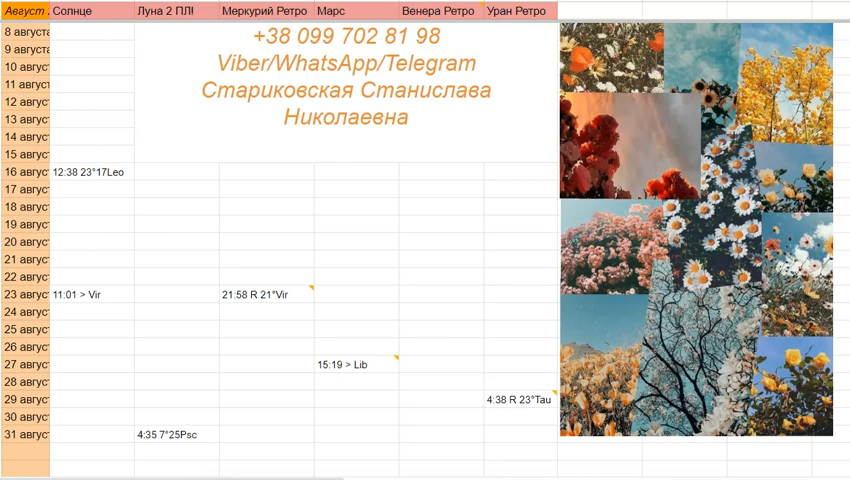 Август 2 Солнце Луна 2 ПЛ! Меркурий Ретро Марс Венера Ретро Уран Ретро
+38 099 702 81 98
Viber/WhatsApp/Telegram
Стариковская Станислава
Николаевна
8 августа
9 августа
10 август
11 август
12 август
13 август
14 август
15 август
16 август 12:38 23°17Leo
17 август
18 август
19 август
20 август
21 август
22 август
23 август 11:01 > Vir 21:58 R 21°Vir
24 август
25 август
26 август
27 август 15:19 > Lib
28 август
29 август 4:38 R 23°Tau
30 август
31 август 4:35 7°25Psc